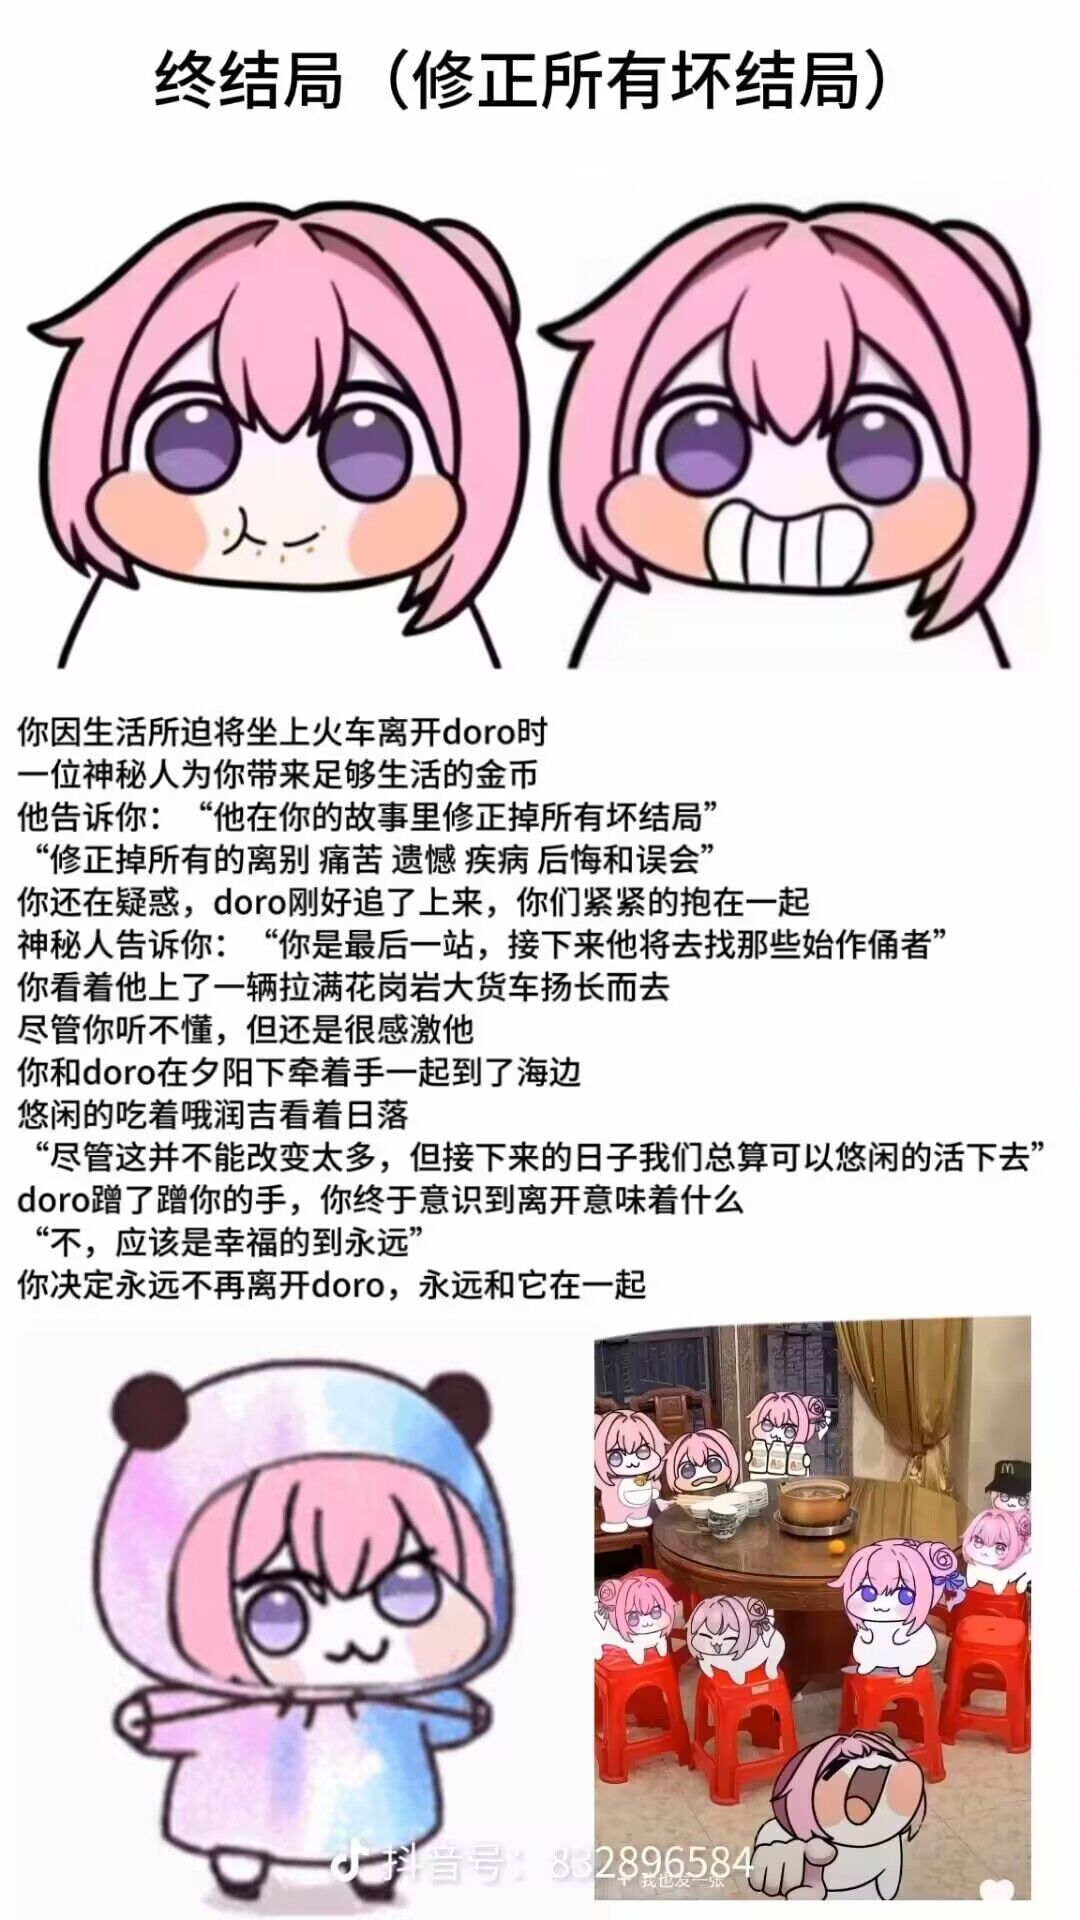 终结局（修正所有坏结局）
你因生活所迫将坐上火车离开doro时
一位神秘人为你带来足够生活的金币
他告诉你：“他在你的故事里修正掉所有坏结局”
“修正掉所有的离别 痛苦 遗憾 疾病 后悔和误会”
你还在疑惑，doro刚好追了上来，你们紧紧的抱在一起
神秘人告诉你：“你是最后一站，接下来他将去找那些始作俑者”
你看着他上了一辆拉满花岗岩大货车扬长而去
尽管你听不懂，但还是很感激他
你和doro在夕阳下牵着手一起到了海边
悠闲的吃着哦润吉看着日落
“尽管这并不能改变太多，但接下来的日子我们总算可以悠闲的活下去”
doro蹭了蹭你的手，你终于意识到离开意味着什么
“不，应该是幸福的到永远”
你决定永远不再离开doro，永远和它在一起
抖音号：832896584
+ 我也发一张